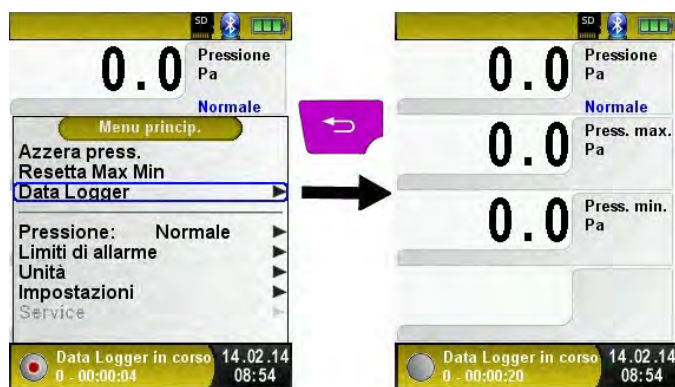 SD
0.0 Pressione
Pa
Normale
Menu princip.
Azzera press.
Resetta Max Min
Data Logger
Pressione: Normale
Limiti di allarme
Unità
Impostazioni
Service
Data Logger in corso 14.02.14
0 - 00:00:04 08:54
SD
0.0 Pressione
Pa
Normale
0.0 Press. max.
Pa
0.0 Press. min.
Pa
Data Logger in corso 14.02.14
0 - 00:00:20 08:54